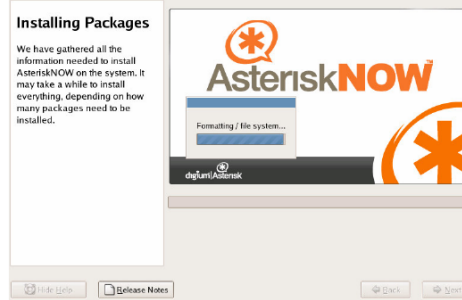 Installing Packages
We have gathered all the
information needed to install
AsteriskNOW on the system. It
may take a while to install
everything, depending on how
many packages need to be
installed.
AsteriskNOW
Formatting / file system...
digium|Asterisk
Hide Help
Release Notes
Back
Next